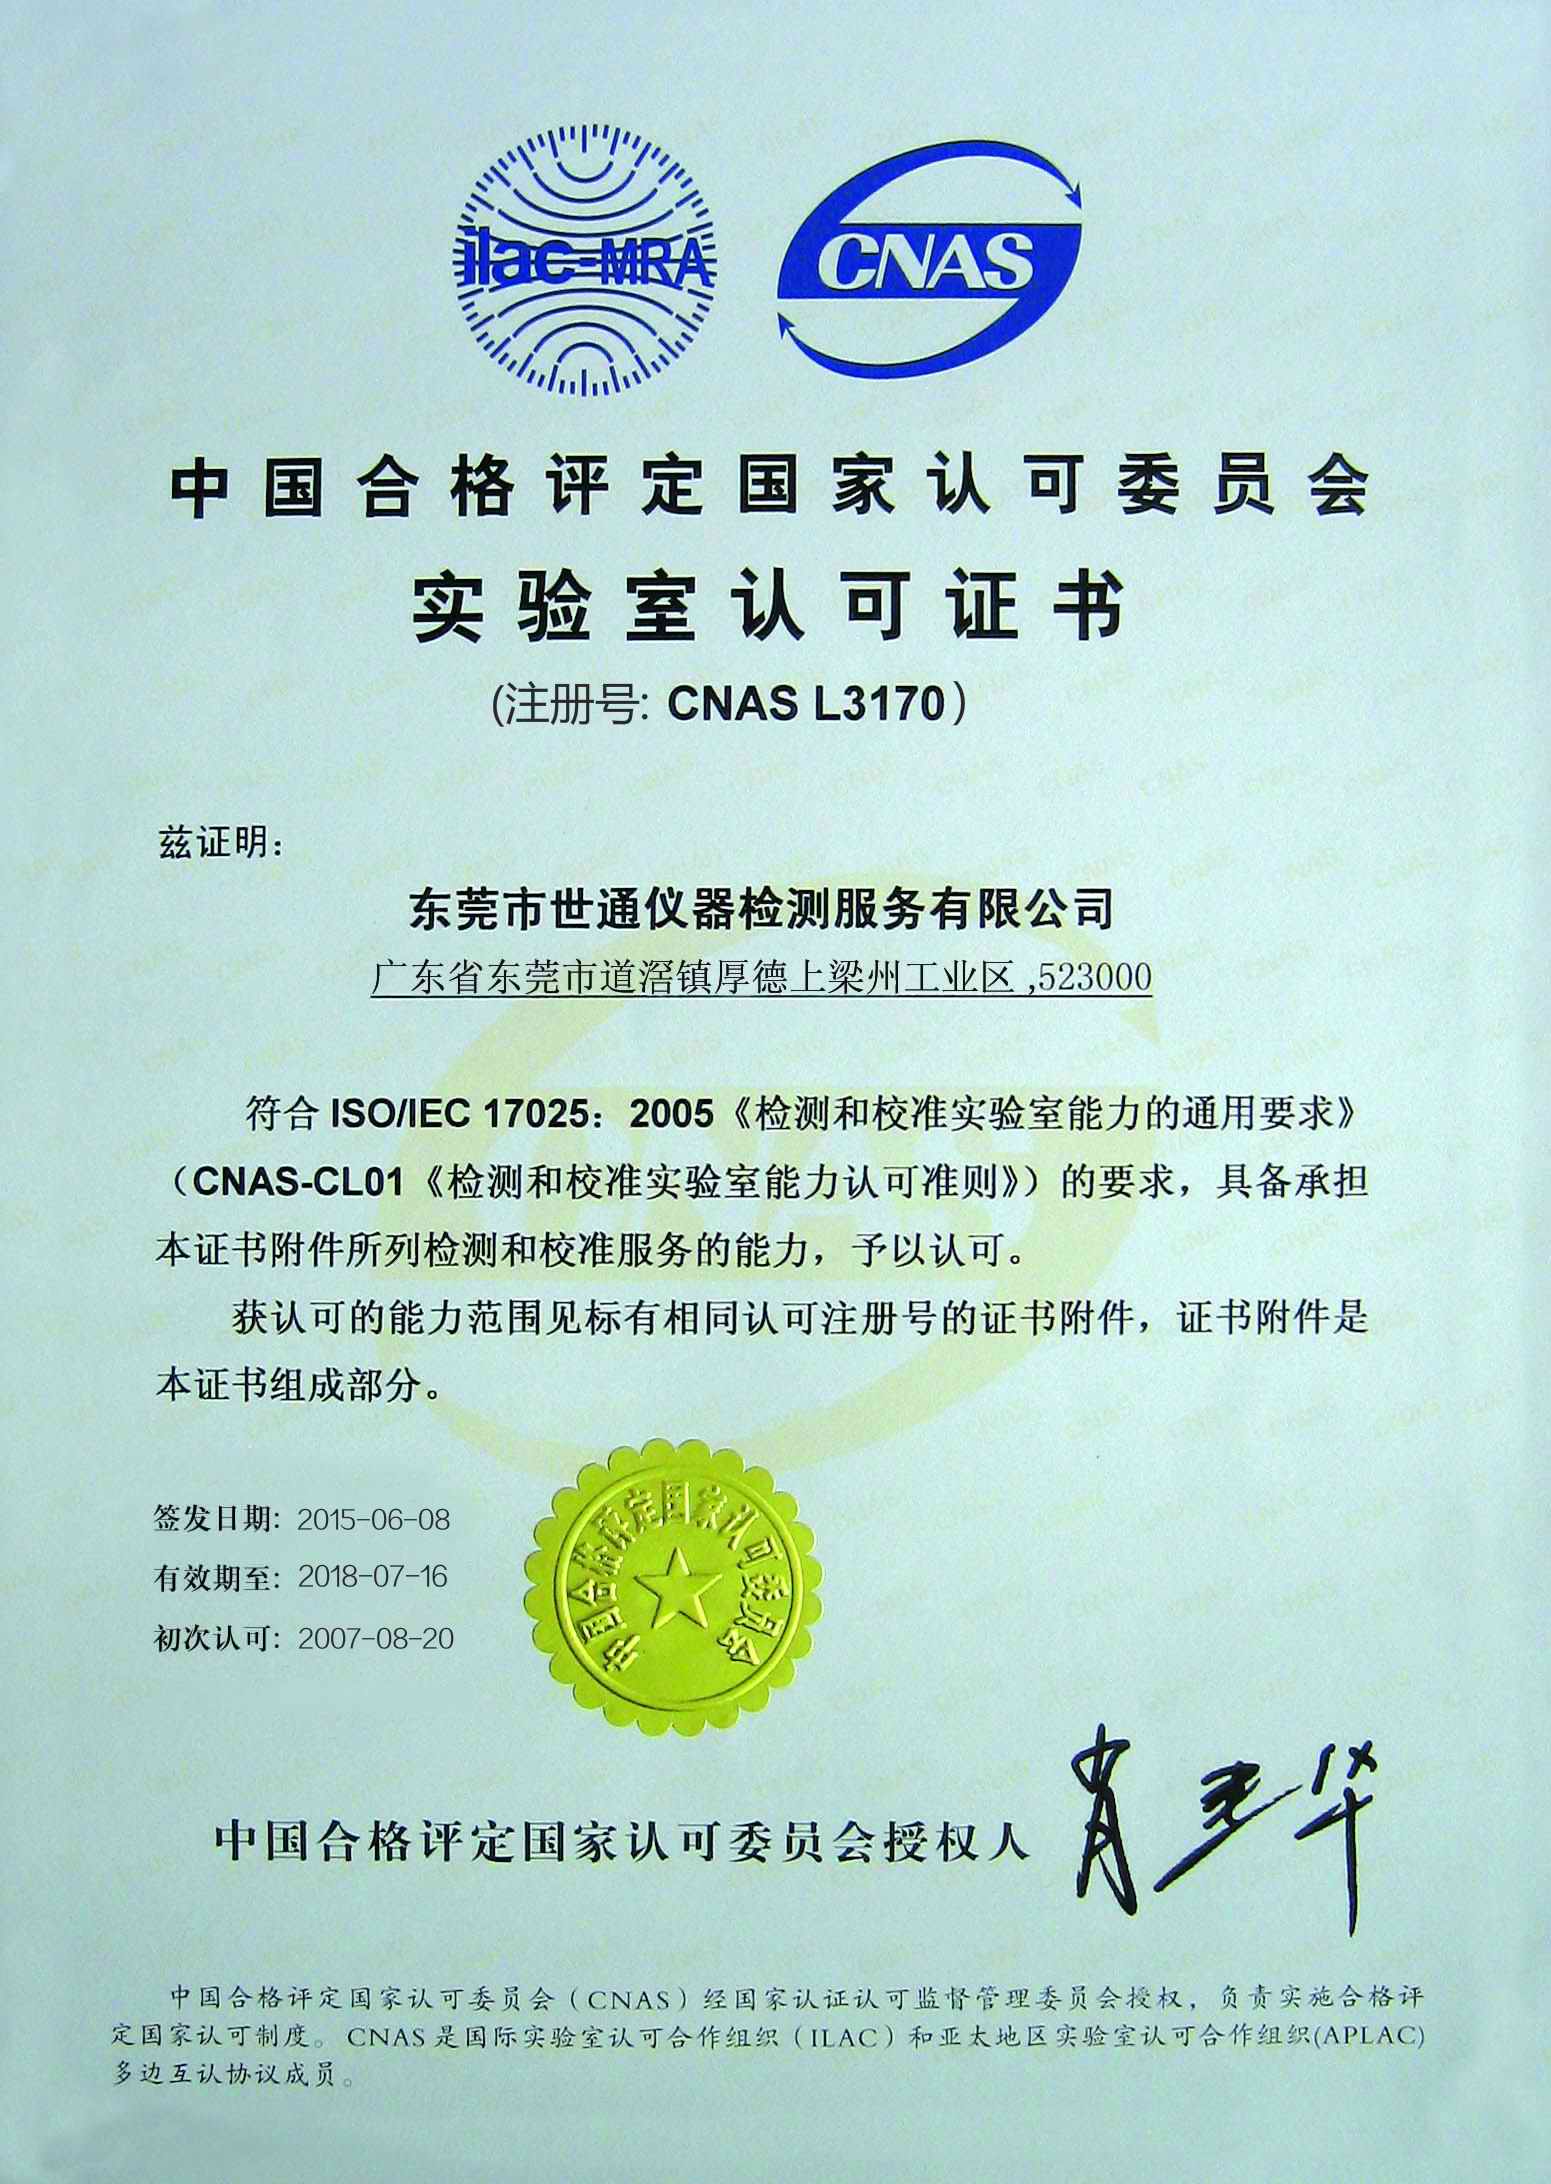 ilac-MRA
CNAS
中国合格评定国家认可委员会
实验室认可证书
(注册号: CNAS L3170）
兹证明：
东莞市世通仪器检测服务有限公司
广东省东莞市道滘镇厚德上梁州工业区 ,523000
符合 ISO/IEC 17025：2005《检测和校准实验室能力的通用要求》
（CNAS-CL01《检测和校准实验室能力认可准则》）的要求，具备承担
本证书附件所列检测和校准服务的能力，予以认可。
获认可的能力范围见标有相同认可注册号的证书附件，证书附件是
本证书组成部分。
签发日期: 2015-06-08
有效期至: 2018-07-16
初次认可: 2007-08-20
中国合格评定国家认可委员会
中国合格评定国家认可委员会授权人
中国合格评定国家认可委员会（CNAS）经国家认证认可监督管理委员会授权，负责实施合格评
定国家认可制度。CNAS 是国际实验室认可合作组织（ILAC）和亚太地区实验室认可合作组织(APLAC)
多边互认协议成员。